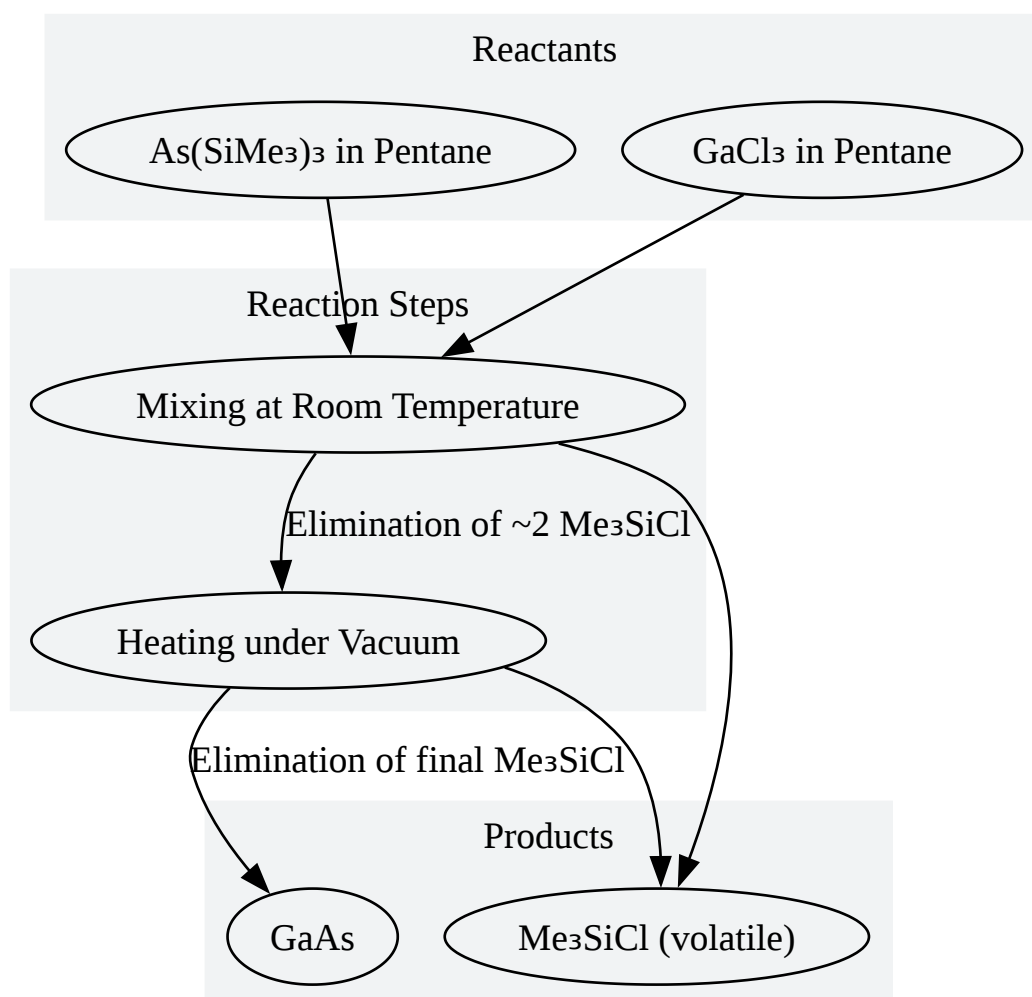 Reactants
As(SiMe₃)₃ in Pentane
GaCl₃ in Pentane
Reaction Steps
Mixing at Room Temperature
Elimination of ~2 Me₃SiCl
Heating under Vacuum
Elimination of final Me₃SiCl
Products
GaAs
Me₃SiCl (volatile)